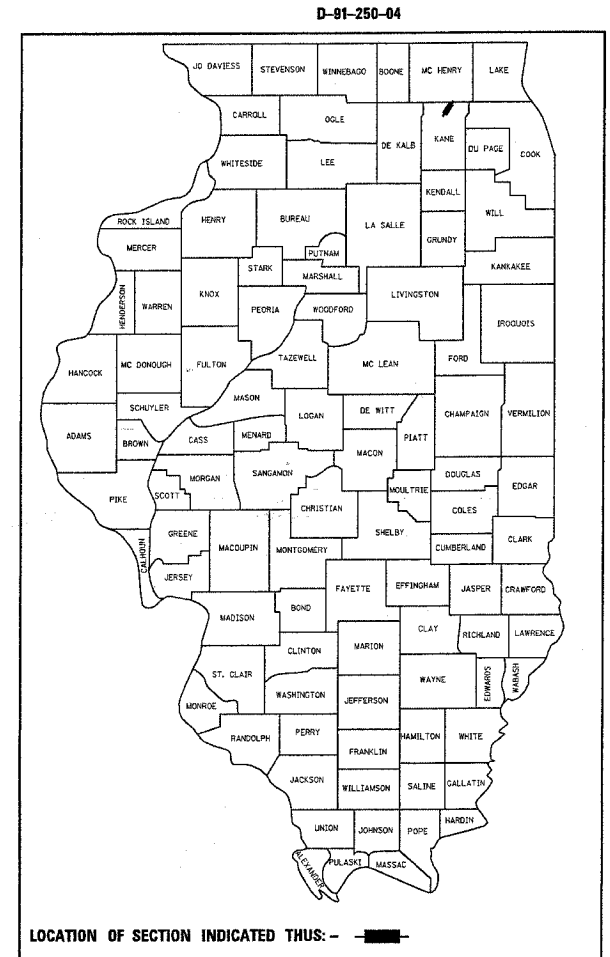 D-91-250-04
JO DAVIESS
STEVENSON
WINNEBAGO
BOONE
MC HENRY
LAKE
CARROLL
OGLE
DE KALB
KANE
DU PAGE
COOK
WHITESIDE
LEE
KENDALL
WILL
ROCK ISLAND
HENRY
BUREAU
LA SALLE
GRUNDY
MERCER
PUTNAM
KANKAKEE
STARK
MARSHALL
HENDERSON
WARREN
KNOX
PEORIA
WOODFORD
LIVINGSTON
IROQUOIS
HANCOCK
MC DONOUGH
FULTON
TAZEWELL
MC LEAN
FORD
MASON
SCHUYLER
LOGAN
DE WITT
CHAMPAIGN
VERMILION
ADAMS
BROWN
CASS
MENARD
MACON
PIATT
PIKE
SCOTT
MORGAN
SANGAMON
MOULTRIE
DOUGLAS
EDGAR
CHRISTIAN
COLES
CALHOUN
GREENE
MACOUPIN
MONTGOMERY
SHELBY
CUMBERLAND
CLARK
JERSEY
FAYETTE
EFFINGHAM
JASPER
CRAWFORD
MADISON
BOND
CLAY
RICHLAND
LAWRENCE
CLINTON
MARION
ST. CLAIR
WAYNE
EDWARDS
WABASH
WASHINGTON
JEFFERSON
MONROE
RANDOLPH
PERRY
HAMILTON
WHITE
FRANKLIN
JACKSON
WILLIAMSON
SALINE
GALLATIN
UNION
JOHNSON
POPE
HARDIN
ALEXANDER
PULASKI
MASSAC
LOCATION OF SECTION INDICATED THUS: -